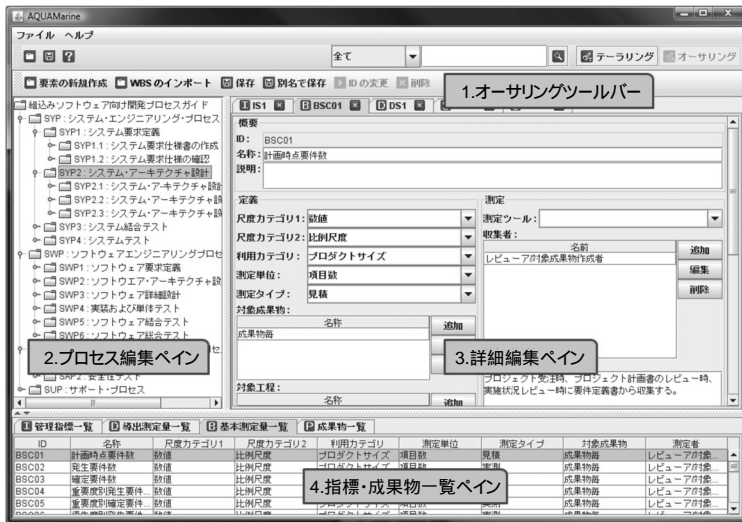 AQUAMarine
ファイル ヘルプ
全て
テーラリング オーサリング
要素の新規作成 WBSのインポート 保存 別名で保存 IDの変更 削除
1.オーサリングツールバー
組込みソフトウェア向け開発プロセスガイド
SYP:システム・エンジニアリング・プロセス
SYP1:システム要求定義
SYP1.1:システム要求仕様書の作成
SYP1.2:システム要求仕様の確認
SYP2:システム・アーキテクチャ設計
SYP2.1:システム・アーキテクチャ設計
SYP2.2:システム・アーキテクチャ設
SYP2.3:システム・アーキテクチャ設
SYP3:システム結合テスト
SYP4:システムテスト
SWP:ソフトウェアエンジニアリングプロセ
SWP1:ソフトウェア要求定義
SWP2:ソフトウエア・アーキテクチャ設
SWP3:ソフトウェア詳細設計
SWP4:実装および単体テスト
SWP5:ソフトウェア結合テスト
SWP6:ソフトウェア総合テスト
2.プロセス編集ペイン
SAP2:安全性テスト
SUP:サポート・プロセス
IS1 BSC01 DS1
概要
ID: BSC01
名称: 計画時点要件数
説明:
定義
尺度カテゴリ1: 数値
尺度カテゴリ2: 比例尺度
利用カテゴリ: プロダクトサイズ
測定単位: 項目数
測定タイプ: 見積
対象成果物:
名称
追加
成果物毎
対象工程:
名称
追加
測定
測定ツール:
収集者:
名前
追加
レビューア/対象成果物作成者
編集
削除
3.詳細編集ペイン
プロジェクト受注時、プロジェクト計画書のレビュー時、
実施状況レビュー時に要件定義書から収集する。
管理指標一覧 導出測定量一覧 基本測定量一覧 成果物一覧
ID 名称 尺度カテゴリ1 尺度カテゴリ2 利用カテゴリ 測定単位 測定タイプ 対象成果物 測定者
BSC01 計画時点要件数 数値 比例尺度 プロダクトサイズ 項目数 見積 成果物毎 レビューア/対象...
BSC02 発生要件数 数値 比例尺度 プロダクトサイズ 項目数 実測 成果物毎 レビューア/対象...
BSC03 確定要件数 数値 比例尺度 成果物毎 レビューア/対象...
BSC04 重要度別発生要件... 数値 比例尺度 成果物毎 レビューア/対象...
BSC05 重要度別確定要件... 数値 比例尺度 成果物毎 レビューア/対象...
4.指標・成果物一覧ペイン